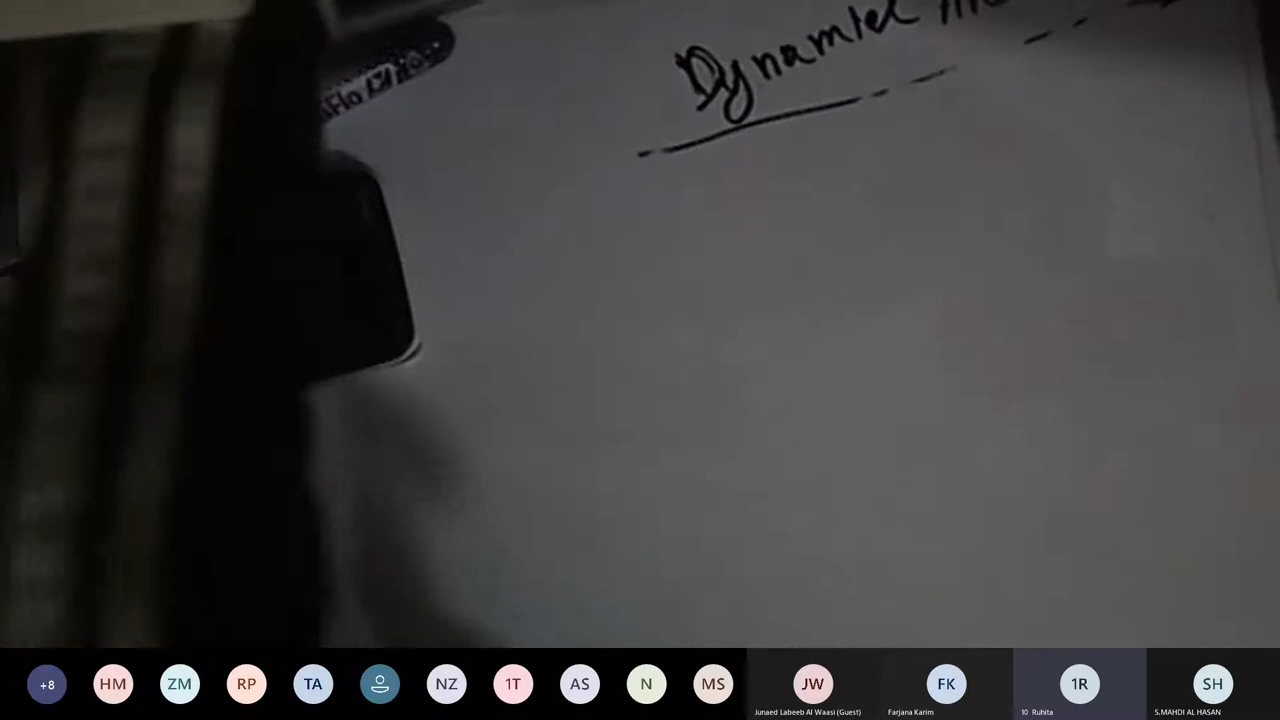 Dynamiel
+8
HM
ZM
RP
TA
NZ
1T
AS
N
MS
JW
Junaed Labeeb Al Waasi (Guest)
FK
Farjana Karim
1R
10 Ruhita
SH
S.MAHDI AL HASAN